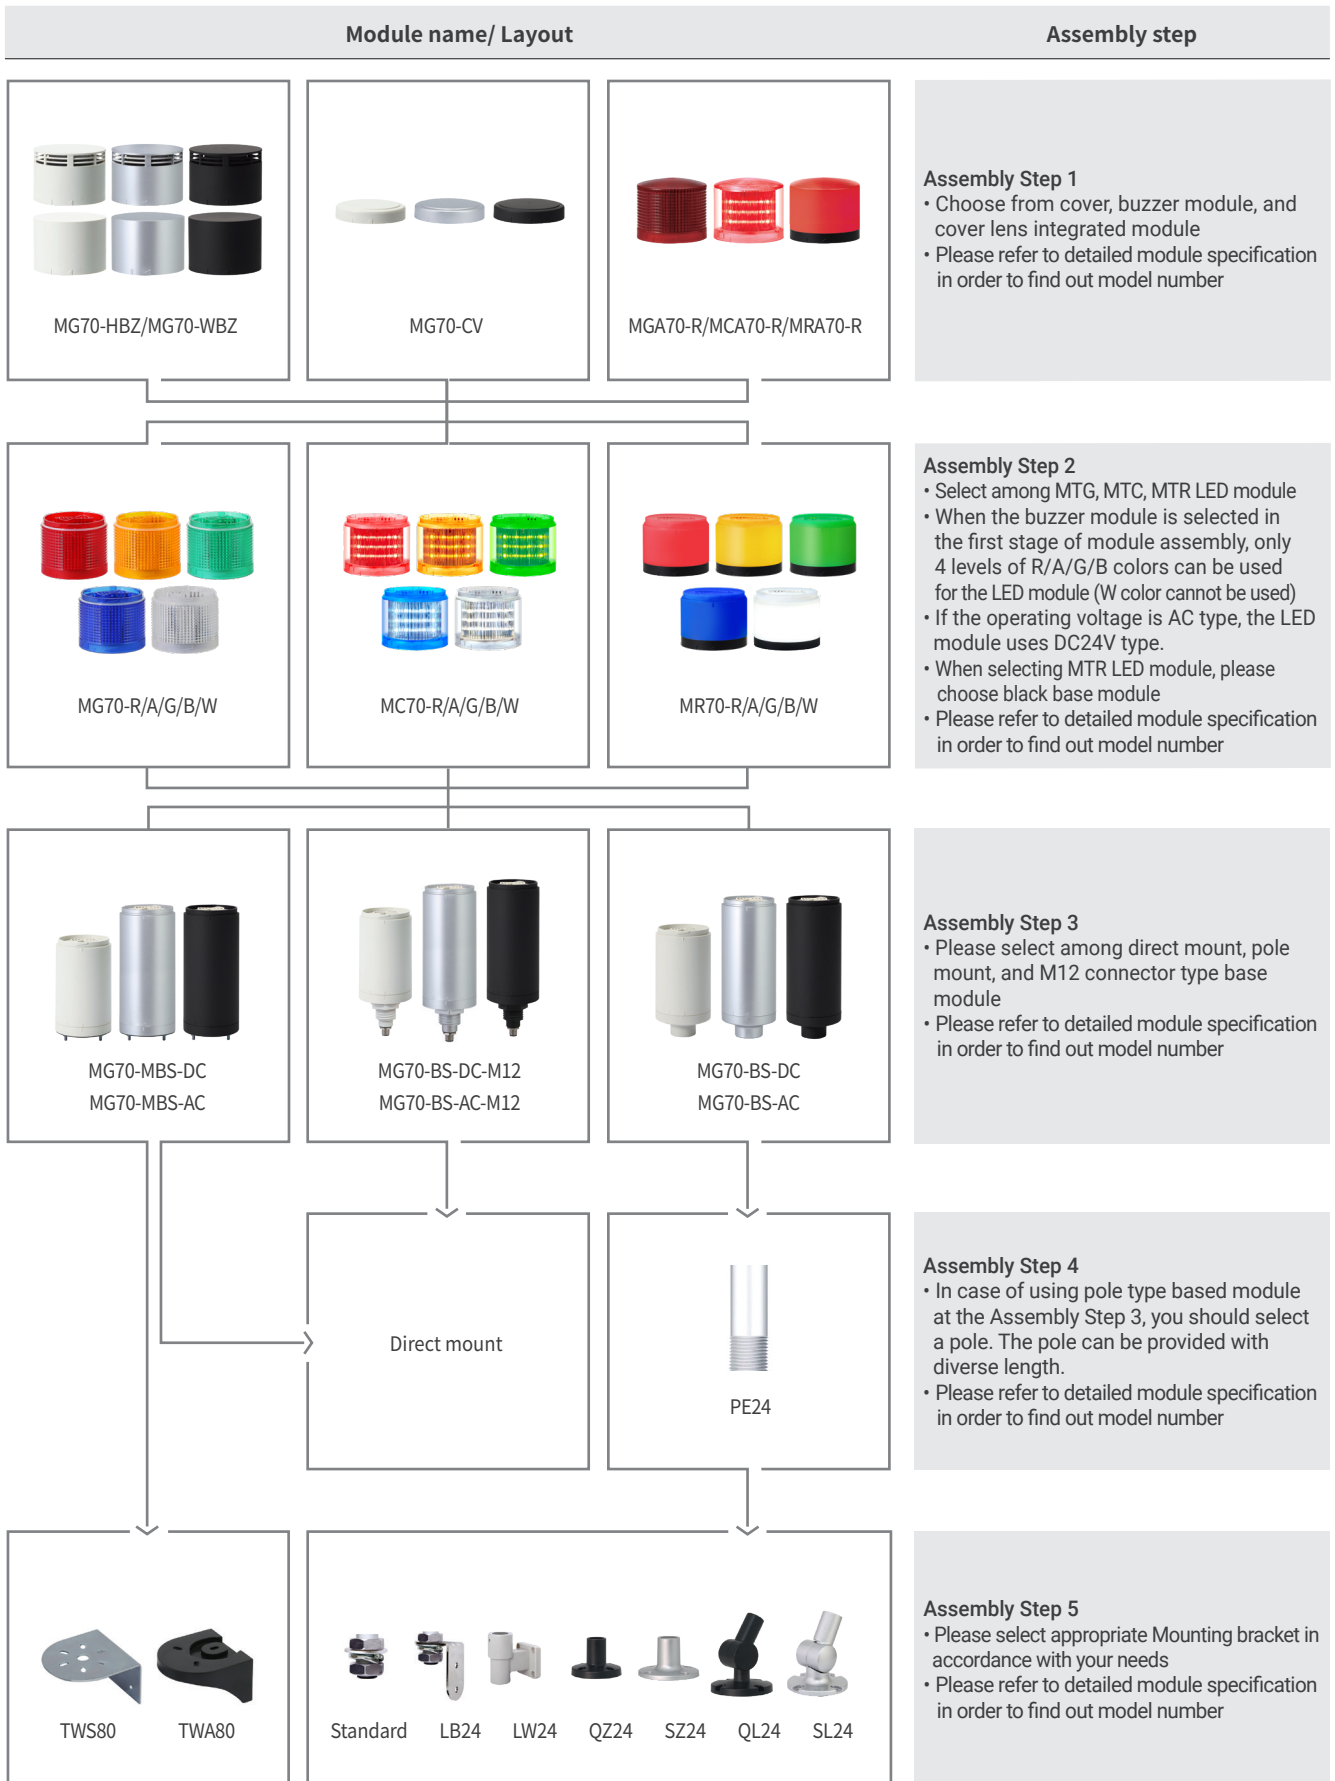 Module name/ Layout
Assembly step
MG70-HBZ/MG70-WBZ
MG70-CV
MGA70-R/MCA70-R/MRA70-R
Assembly Step 1
• Choose from cover, buzzer module, and
cover lens integrated module
• Please refer to detailed module specification
in order to find out model number
MG70-R/A/G/B/W
MC70-R/A/G/B/W
MR70-R/A/G/B/W
Assembly Step 2
• Select among MTG, MTC, MTR LED module
• When the buzzer module is selected in
the first stage of module assembly, only
4 levels of R/A/G/B colors can be used
for the LED module (W color cannot be used)
• If the operating voltage is AC type, the LED
module uses DC24V type.
• When selecting MTR LED module, please
choose black base module
• Please refer to detailed module specification
in order to find out model number
MG70-MBS-DC
MG70-MBS-AC
MG70-BS-DC-M12
MG70-BS-AC-M12
MG70-BS-DC
MG70-BS-AC
Assembly Step 3
• Please select among direct mount, pole
mount, and M12 connector type base
module
• Please refer to detailed module specification
in order to find out model number
Direct mount
PE24
Assembly Step 4
• In case of using pole type based module
at the Assembly Step 3, you should select
a pole. The pole can be provided with
diverse length.
• Please refer to detailed module specification
in order to find out model number
TWS80
TWA80
Standard
LB24
LW24
QZ24
SZ24
QL24
SL24
Assembly Step 5
• Please select appropriate Mounting bracket in
accordance with your needs
• Please refer to detailed module specification
in order to find out model number